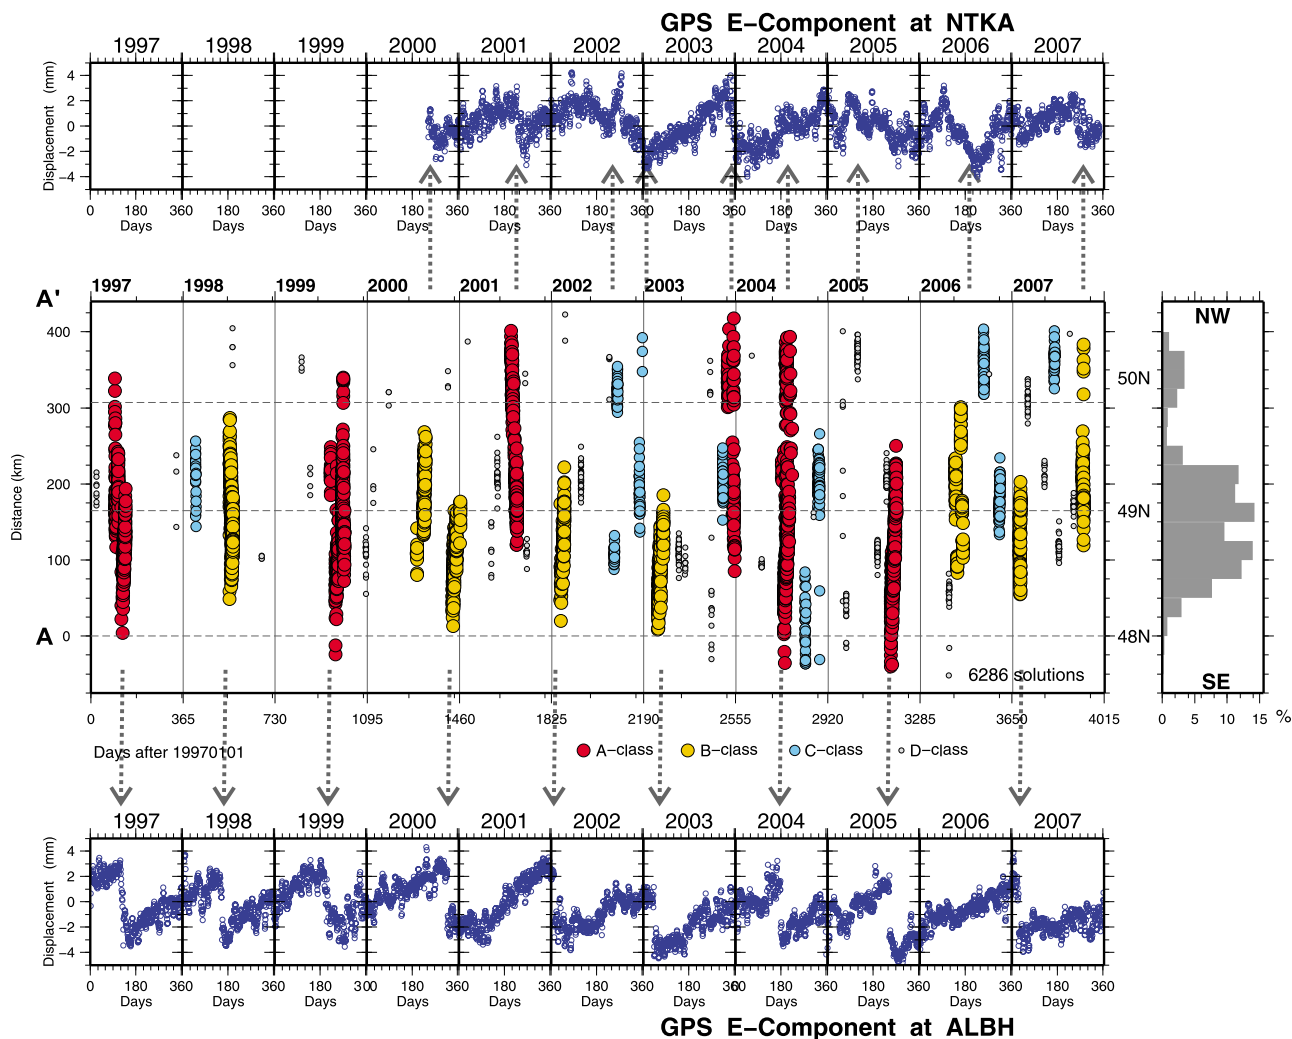 GPS E−Component at NTKA
1997 1998 1999 2000 2001 2002 2003 2004 2005 2006 2007
Displacement (mm)
4
2
0
−2
−4
0 180 360 180 360 180 360 180 360 180 360 180 360 180 360 180 360 180 360 180 360 180 360
Days Days Days Days Days Days Days Days Days Days Days
A'
1997 1998 1999 2000 2001 2002 2003 2004 2005 2006 2007
NW
Distance (km)
400
300
200
100
0
A
50N
49N
48N
6286 solutions
SE
0 365 730 1095 1460 1825 2190 2555 2920 3285 3650 4015
0 5 10 15 %
Days after 19970101
A−class B−class C−class D−class
1997 1998 1999 2000 2001 2002 2003 2004 2005 2006 2007
Displacement (mm)
4
2
0
−2
−4
0 180 360 180 360 180 300 180 360 180 360 180 360 180 360 180 360 180 360 180 360 180 360
Days Days Days Days Days Days Days Days Days Days Days
GPS E−Component at ALBH